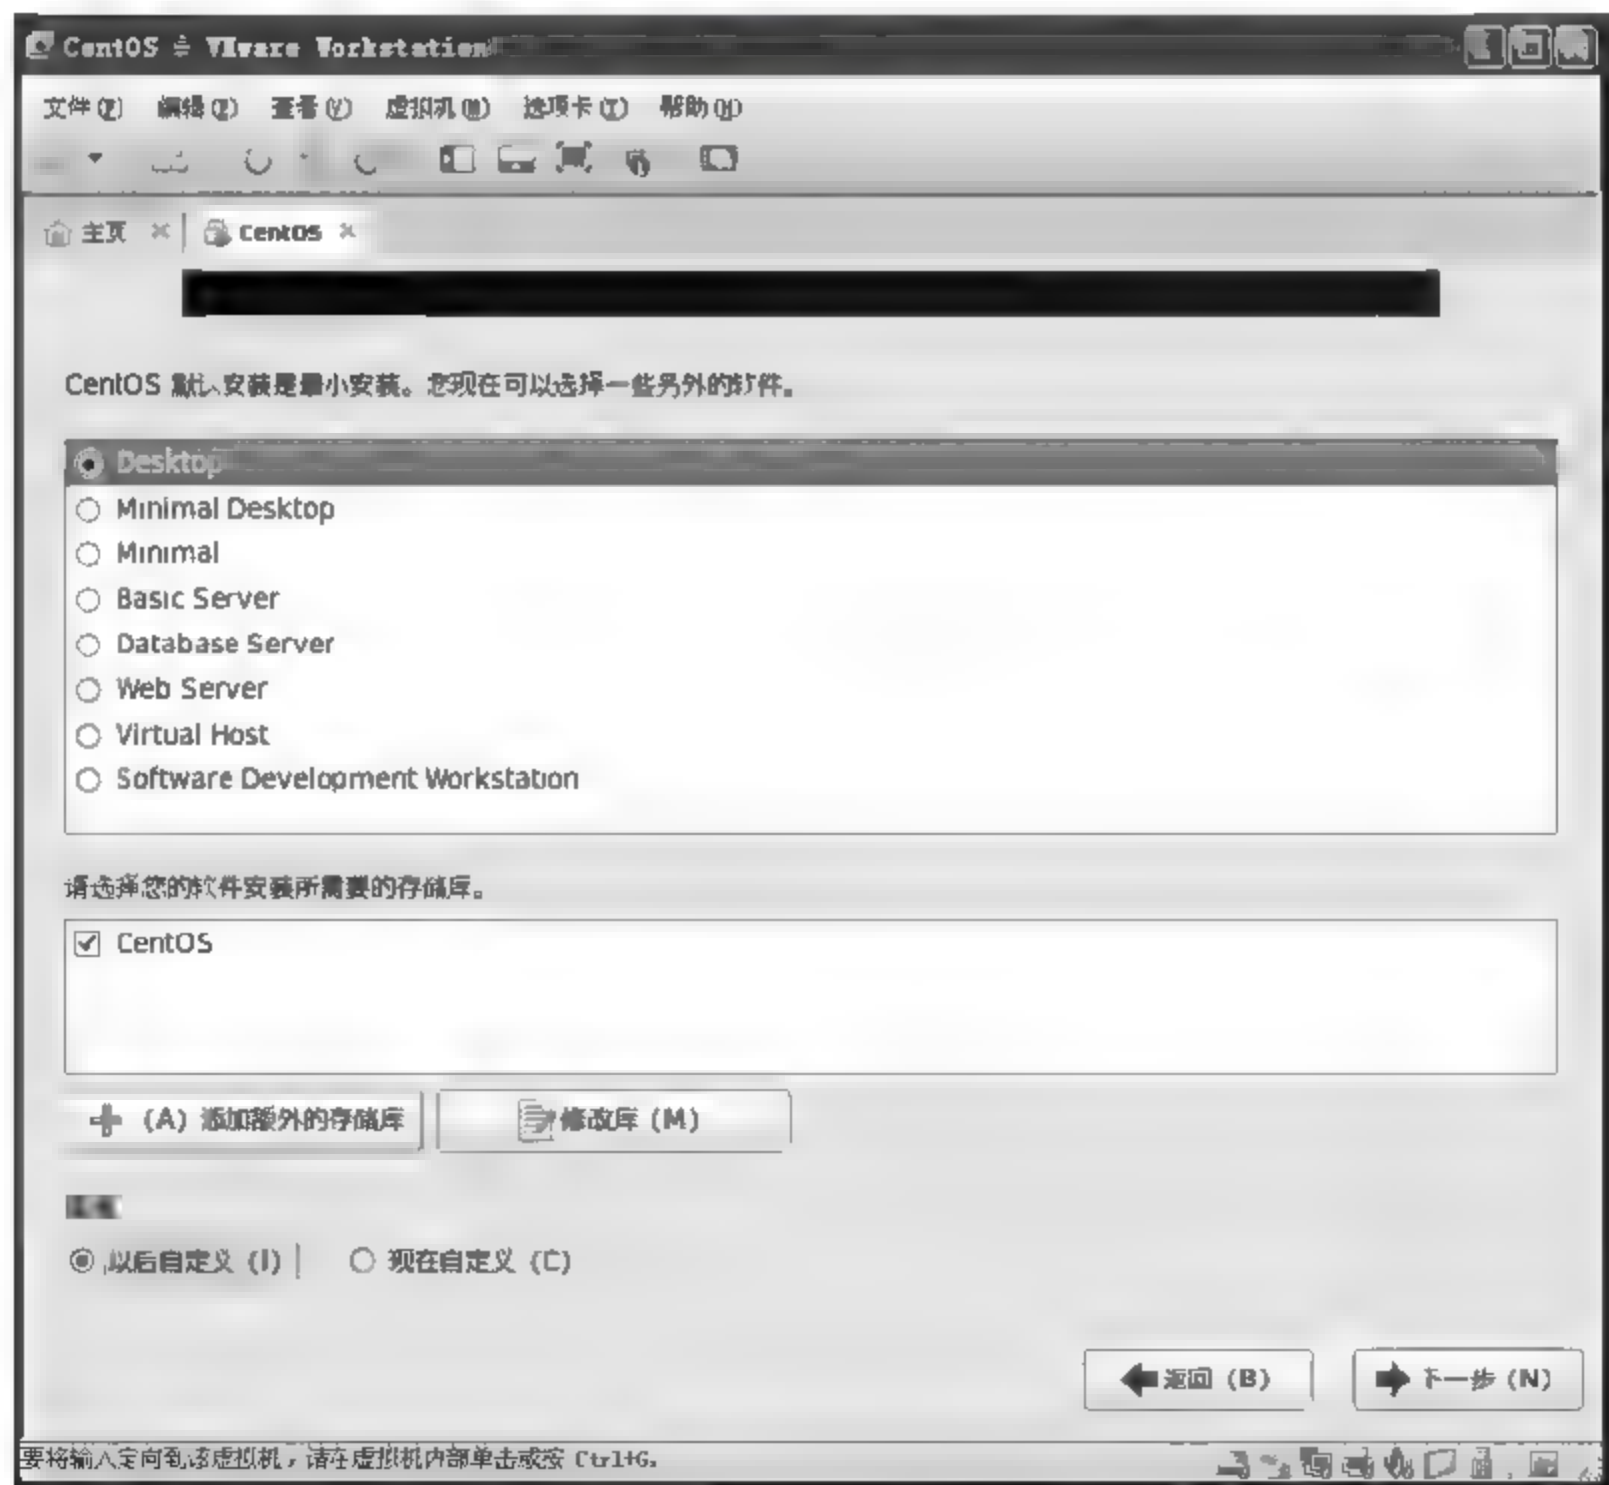 CentOS - VMware Workstation
文件(F) 编辑(E) 查看(V) 虚拟机(M) 选项卡(T) 帮助(H)
主页 CentOS
CentOS 默认安装是最小安装。您现在可以选择一些另外的软件。
Desktop
Minimal Desktop
Minimal
Basic Server
Database Server
Web Server
Virtual Host
Software Development Workstation
请选择您的软件安装所需要的存储库。
CentOS
(A) 添加额外的存储库 修改库 (M)
以后自定义 (l) 现在自定义 (C)
返回 (B) 下一步 (N)
要将输入定向到该虚拟机，请在虚拟机内部单击或按 Ctrl+G。